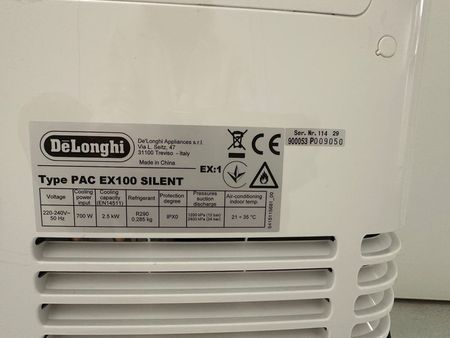 DeLonghi
De'Longhi Appliances s.r.l.
Via L. Seitz, 47
31100 Treviso - Italy
Made in China
Ser. Nr. 114 29
900053 P009050
EX:1
Type PAC EX100 SILENT
Voltage
Cooling power input
Cooling capacity (EN14511)
Refrigerant
Protection degree
Pressures suction discharge
Air-conditioning indoor temp
220-240V~ 50 Hz
700 W
2.5 kW
R290 0.285 kg
IPX0
21 ÷ 35 °C
CE